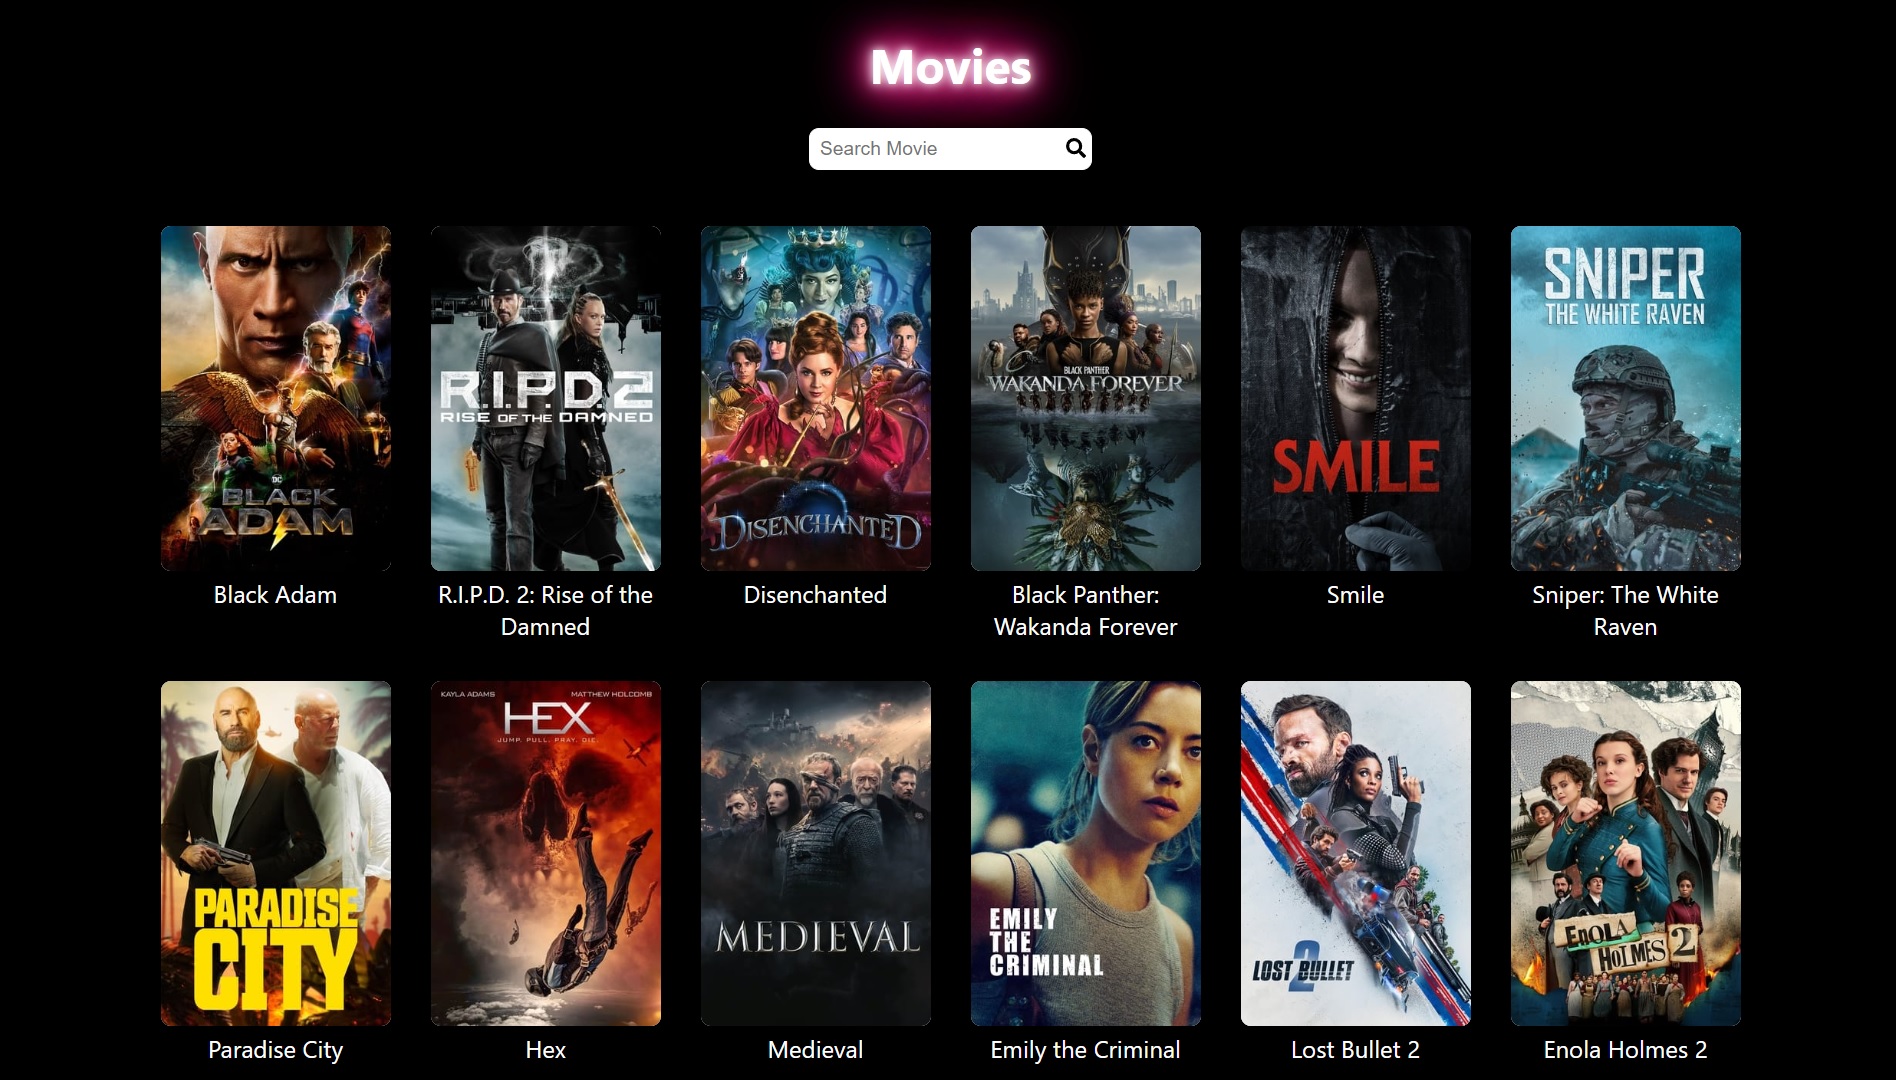 Movies
Search Movie
DC
BLACK
ADAM
R.I.P.D.2
RISE OF THE DAMNED
DISENCHANTED
BLACK PANTHER
WAKANDA FOREVER
SMILE
SNIPER
THE WHITE RAVEN
Black Adam
R.I.P.D. 2: Rise of the
Damned
Disenchanted
Black Panther:
Wakanda Forever
Smile
Sniper: The White
Raven
PARADISE
CITY
KAYLA ADAMS MATTHEW HOLCOMB
HEX
JUMP. PULL. PRAY. DIE.
MEDIEVAL
EMILY
THE
CRIMINAL
LOST BULLET
2
ENOLA
HOLMES 2
Paradise City
Hex
Medieval
Emily the Criminal
Lost Bullet 2
Enola Holmes 2